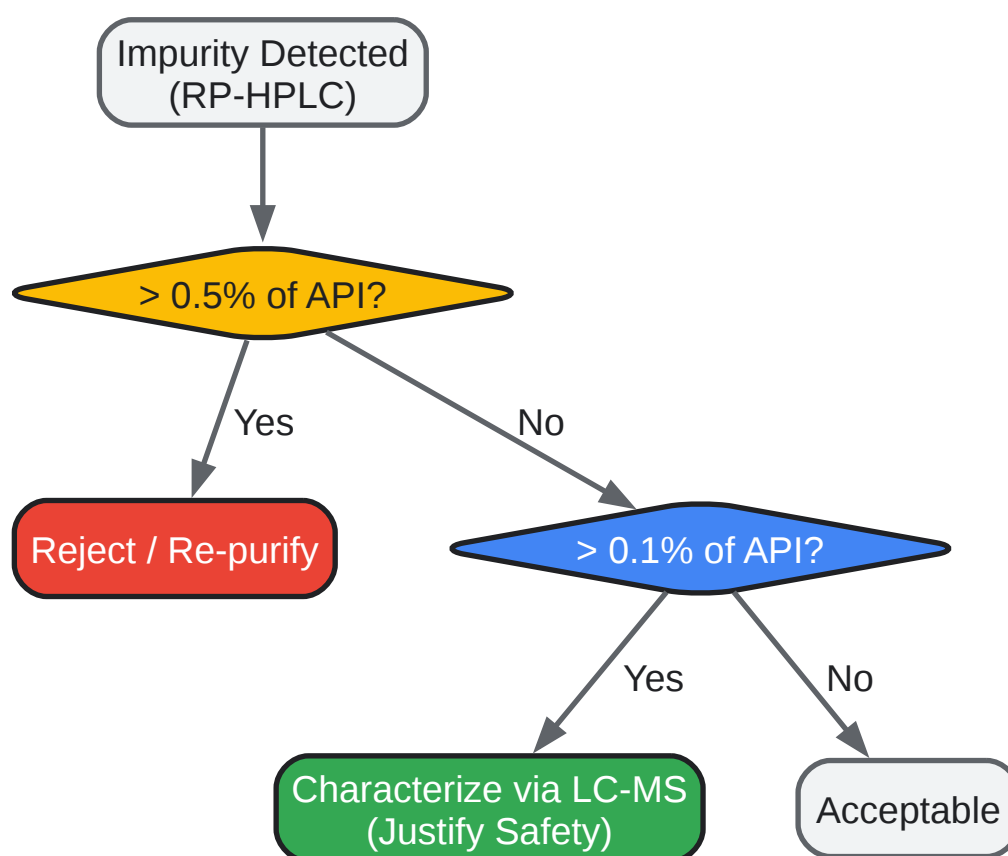 Impurity Detected
(RP-HPLC)
> 0.5% of API?
Yes
No
Reject / Re-purify
> 0.1% of API?
Yes
No
Characterize via LC-MS
(Justify Safety)
Acceptable